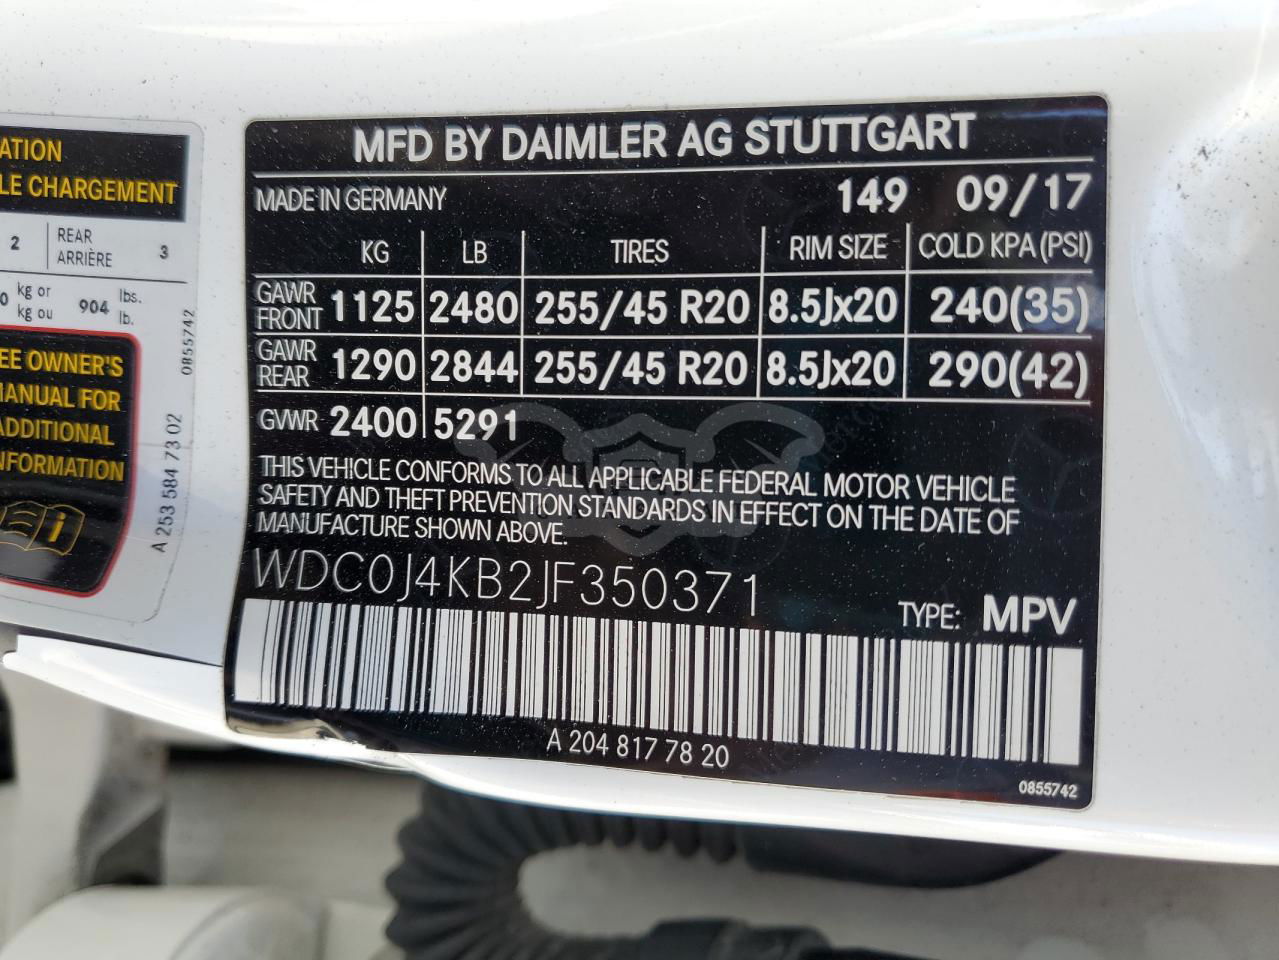 MFD BY DAIMLER AG STUTTGART
MADE IN GERMANY 149 09/17
KG LB TIRES RIM SIZE COLD KPA (PSI)
GAWR FRONT 1125 2480 255/45 R20 8.5Jx20 240(35)
GAWR REAR 1290 2844 255/45 R20 8.5Jx20 290(42)
GVWR 2400 5291
THIS VEHICLE CONFORMS TO ALL APPLICABLE FEDERAL MOTOR VEHICLE
SAFETY AND THEFT PREVENTION STANDARDS IN EFFECT ON THE DATE OF
MANUFACTURE SHOWN ABOVE.
WDC0J4KB2JF350371
TYPE: MPV
A 204 817 78 20
0855742
ATION
LE CHARGEMENT
2 REAR
ARRIÈRE 3
0 kg or
kg ou 904 lbs.
lb.
0855742
EE OWNER'S
MANUAL FOR
ADDITIONAL
NFORMATION
A 253 584 73 02